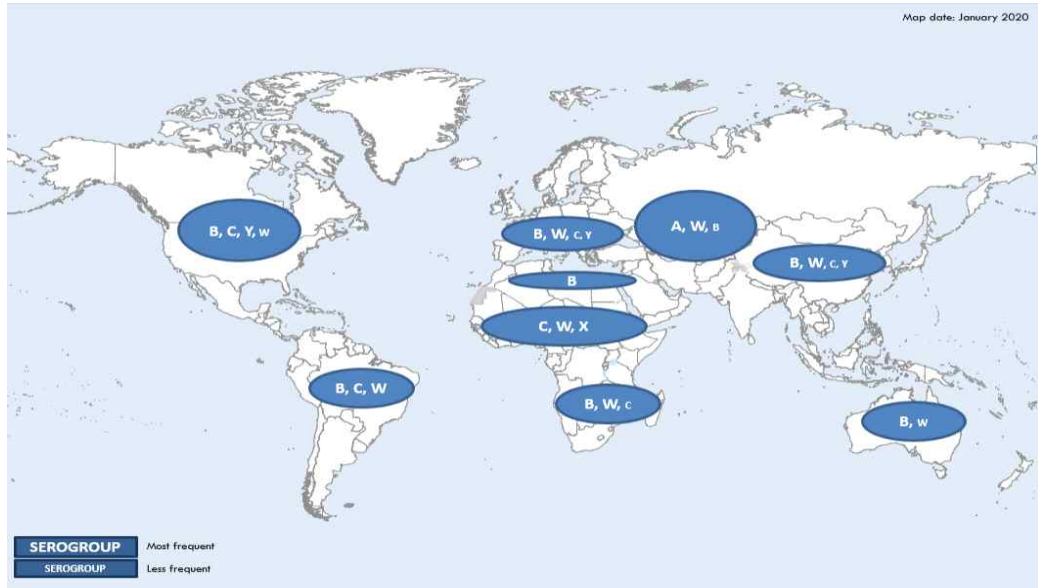 Map date: January 2020
B, C, Y, W
B, W, C, Y
A, W, B
B, W, C, Y
B
C, W, X
B, C, W
B, W, C
B, W
SEROGROUP Most frequent
SEROGROUP Less frequent